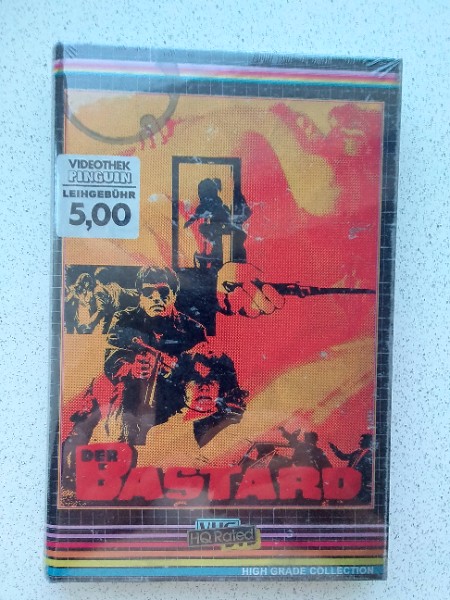 VIDEOTHEK
PINGUIN
LEIHGEBÜHR
5,00
DER
BASTARD
VHS
HQ Rated
HIGH GRADE COLLECTION